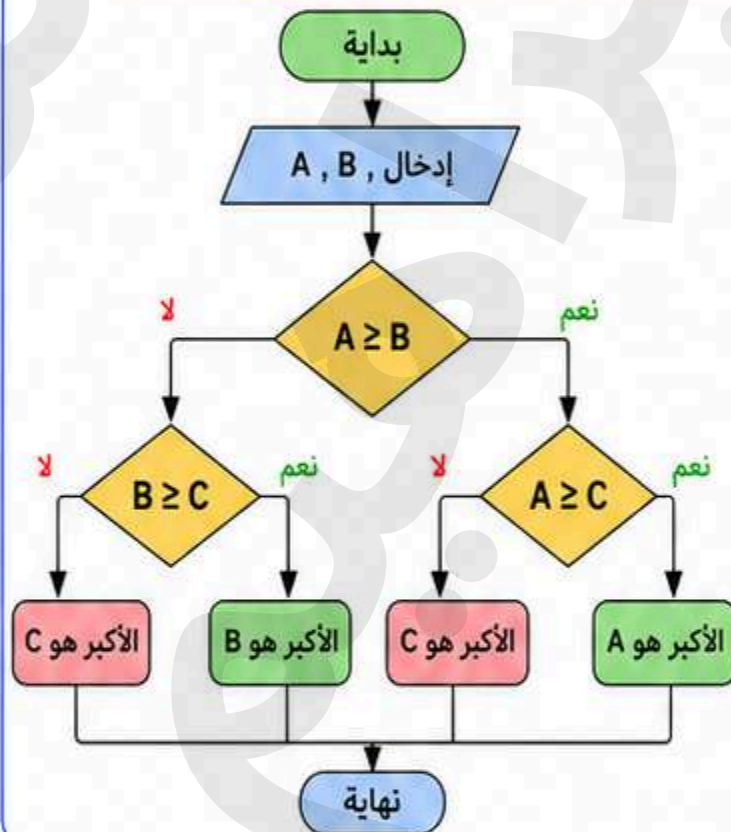 بداية
إدخال , A , B
A ≥ B
نعم
لا
A ≥ C
نعم
لا
B ≥ C
نعم
لا
الأكبر هو A
الأكبر هو C
الأكبر هو B
الأكبر هو C
نهاية